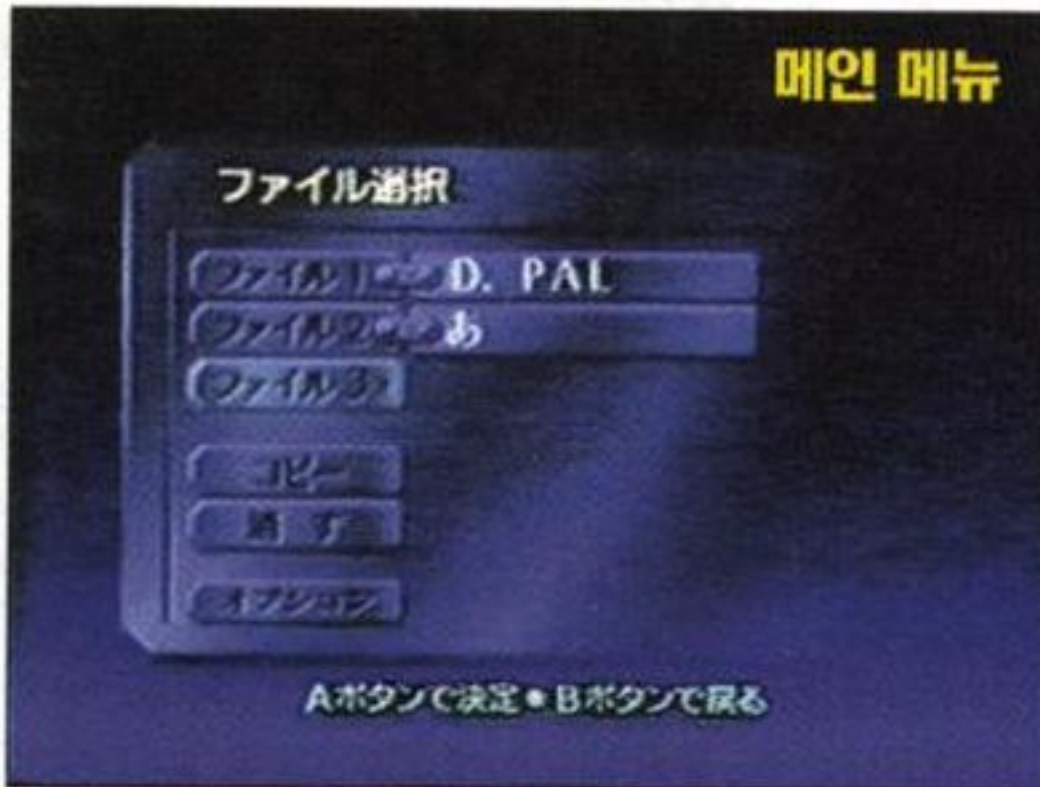 메인 메뉴
ファイル選択
ファイル1 D. PAL
ファイル2 あ
ファイル3
コピー
消す
オプション
Aボタンで決定●Bボタンで戻る